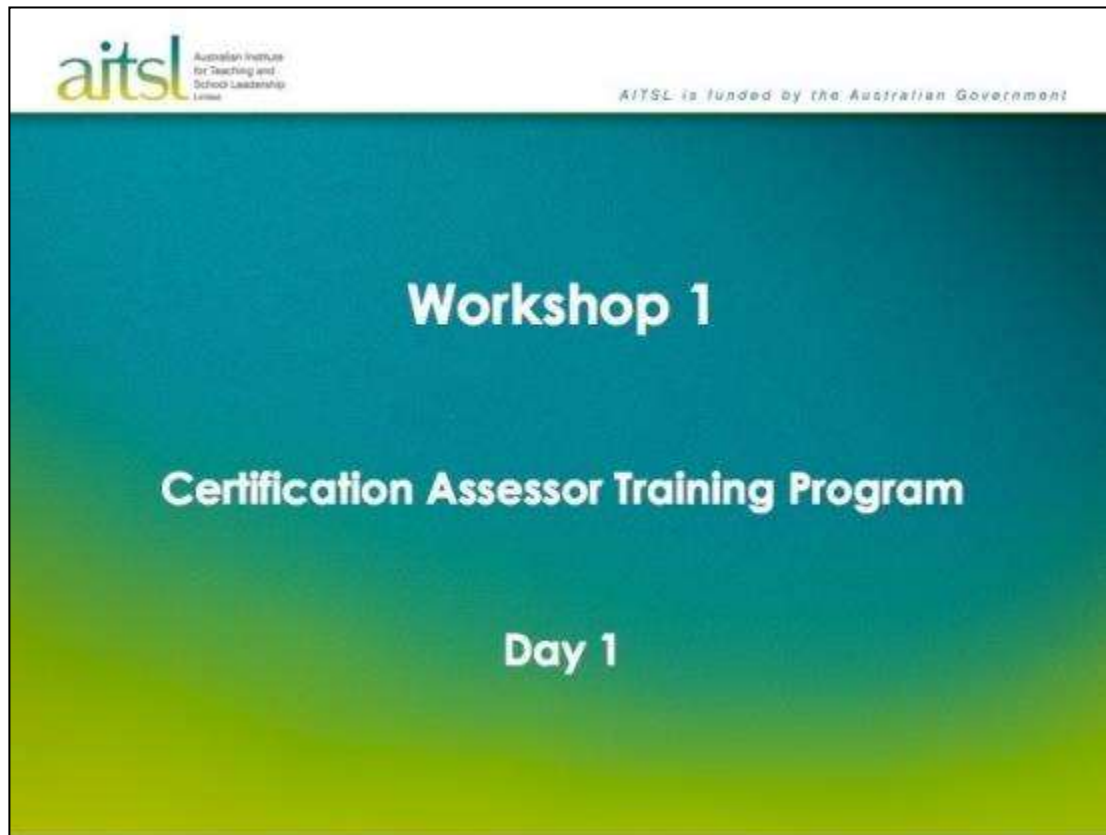 aitsl
Australian Institute
for Teaching and
School Leadership
Limited
AITSL is funded by the Australian Government
Workshop 1
Certification Assessor Training Program
Day 1